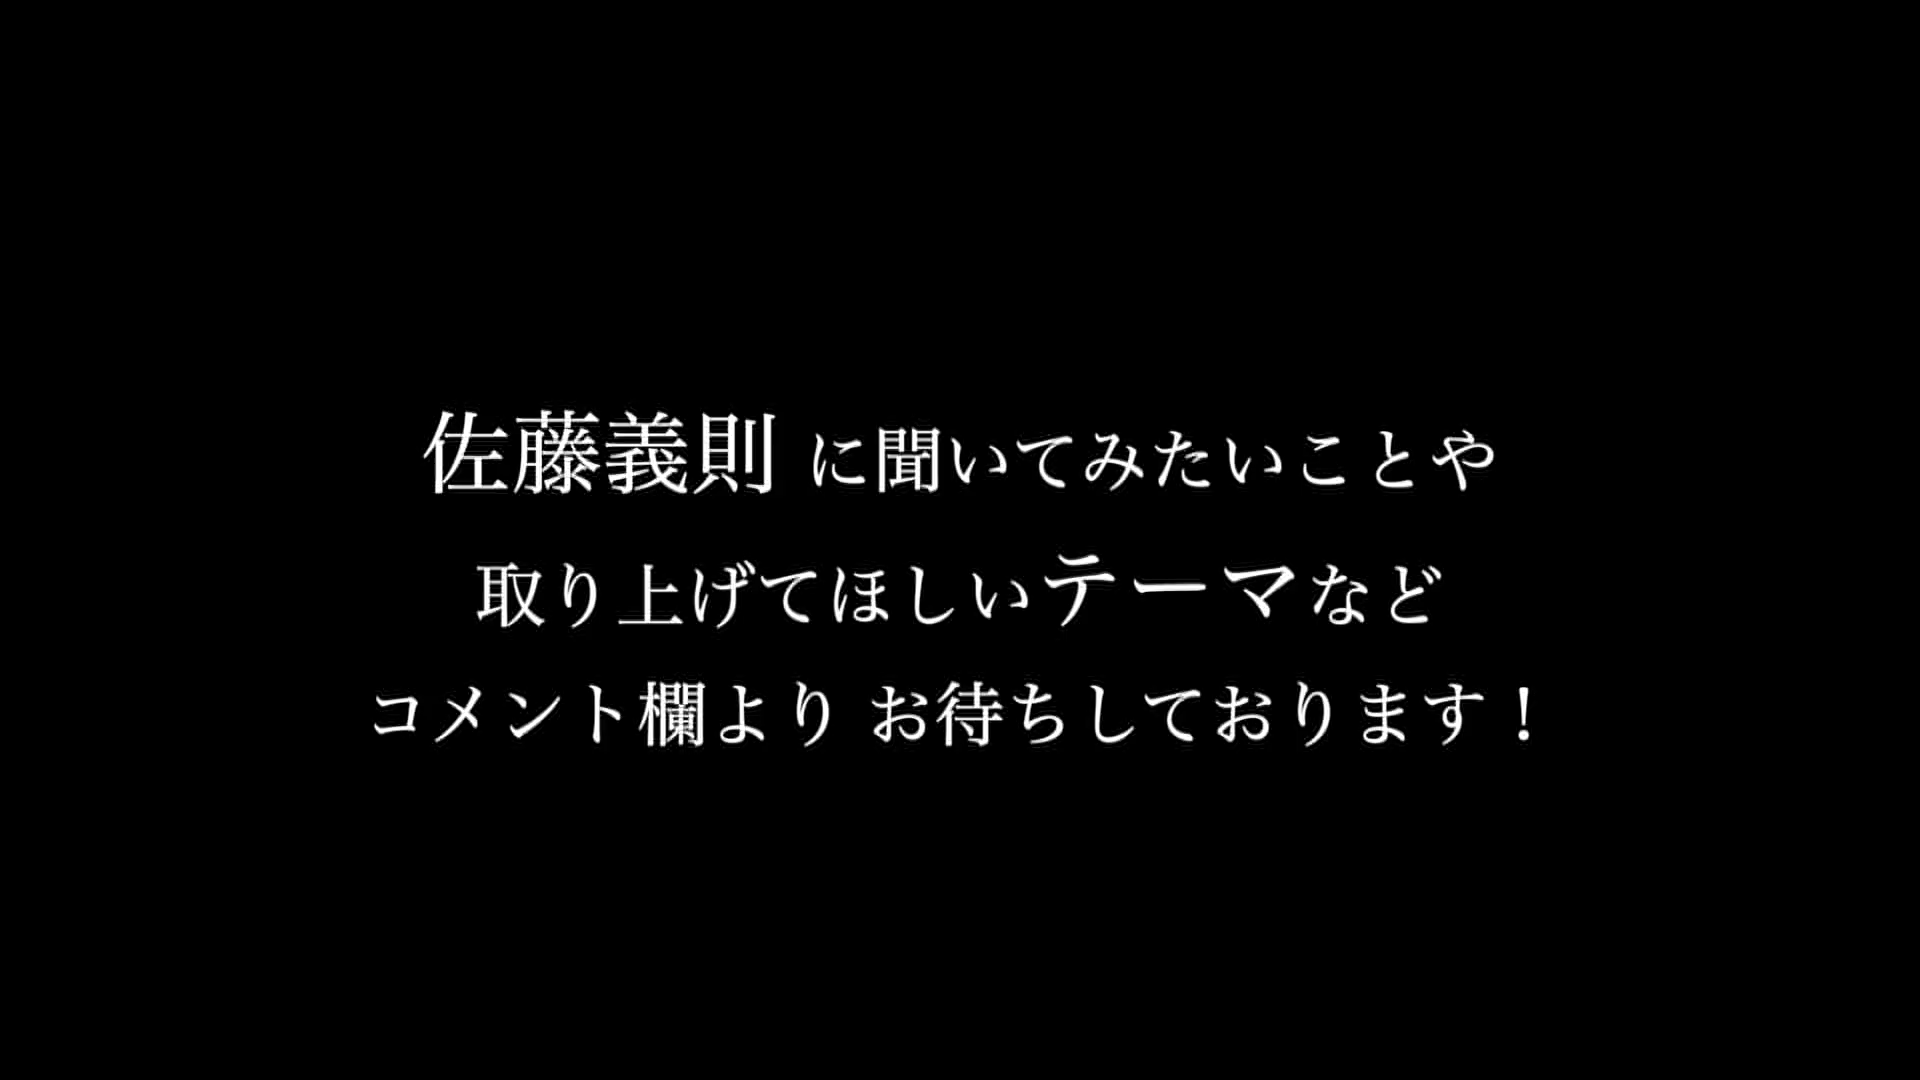 佐藤義則 に聞いてみたいことや
取り上げてほしいテーマなど
コメント欄より お待ちしております！